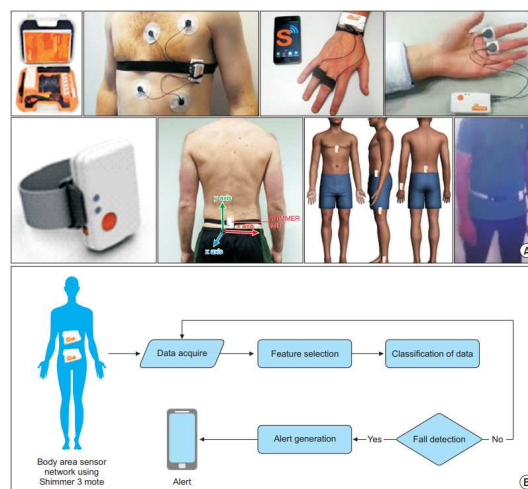 S
y axis
SHIMMER
x axis
z axis
A
Data acquire
Feature selection
Classification of data
Alert generation
Yes
Fall detection
No
Body area sensor
network using
Shimmer 3 mote
Alert
B